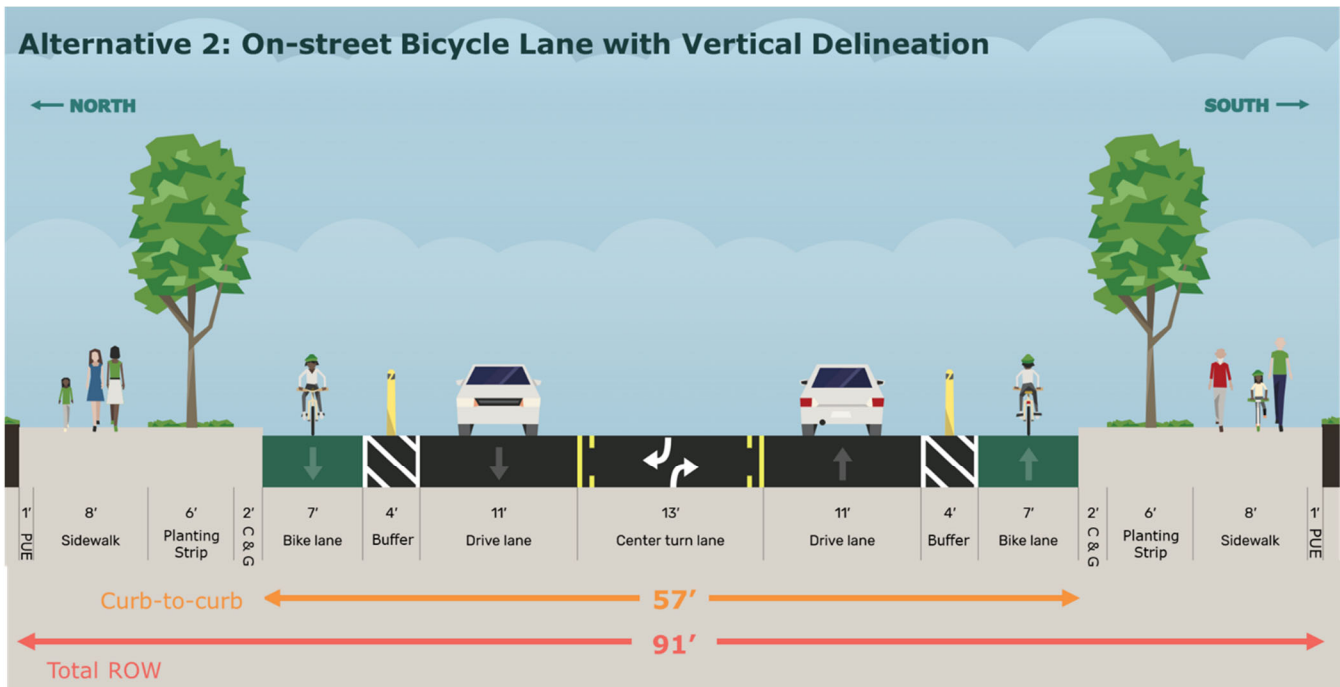 Alternative 2: On-street Bicycle Lane with Vertical Delineation
← NORTH
SOUTH →
1’
PUE
8’
Sidewalk
6’
Planting
Strip
2’
C & G
7’
Bike lane
4’
Buffer
11’
Drive lane
13’
Center turn lane
11’
Drive lane
4’
Buffer
7’
Bike lane
2’
C & G
6’
Planting
Strip
8’
Sidewalk
1’
PUE
Curb-to-curb
57’
91’
Total ROW